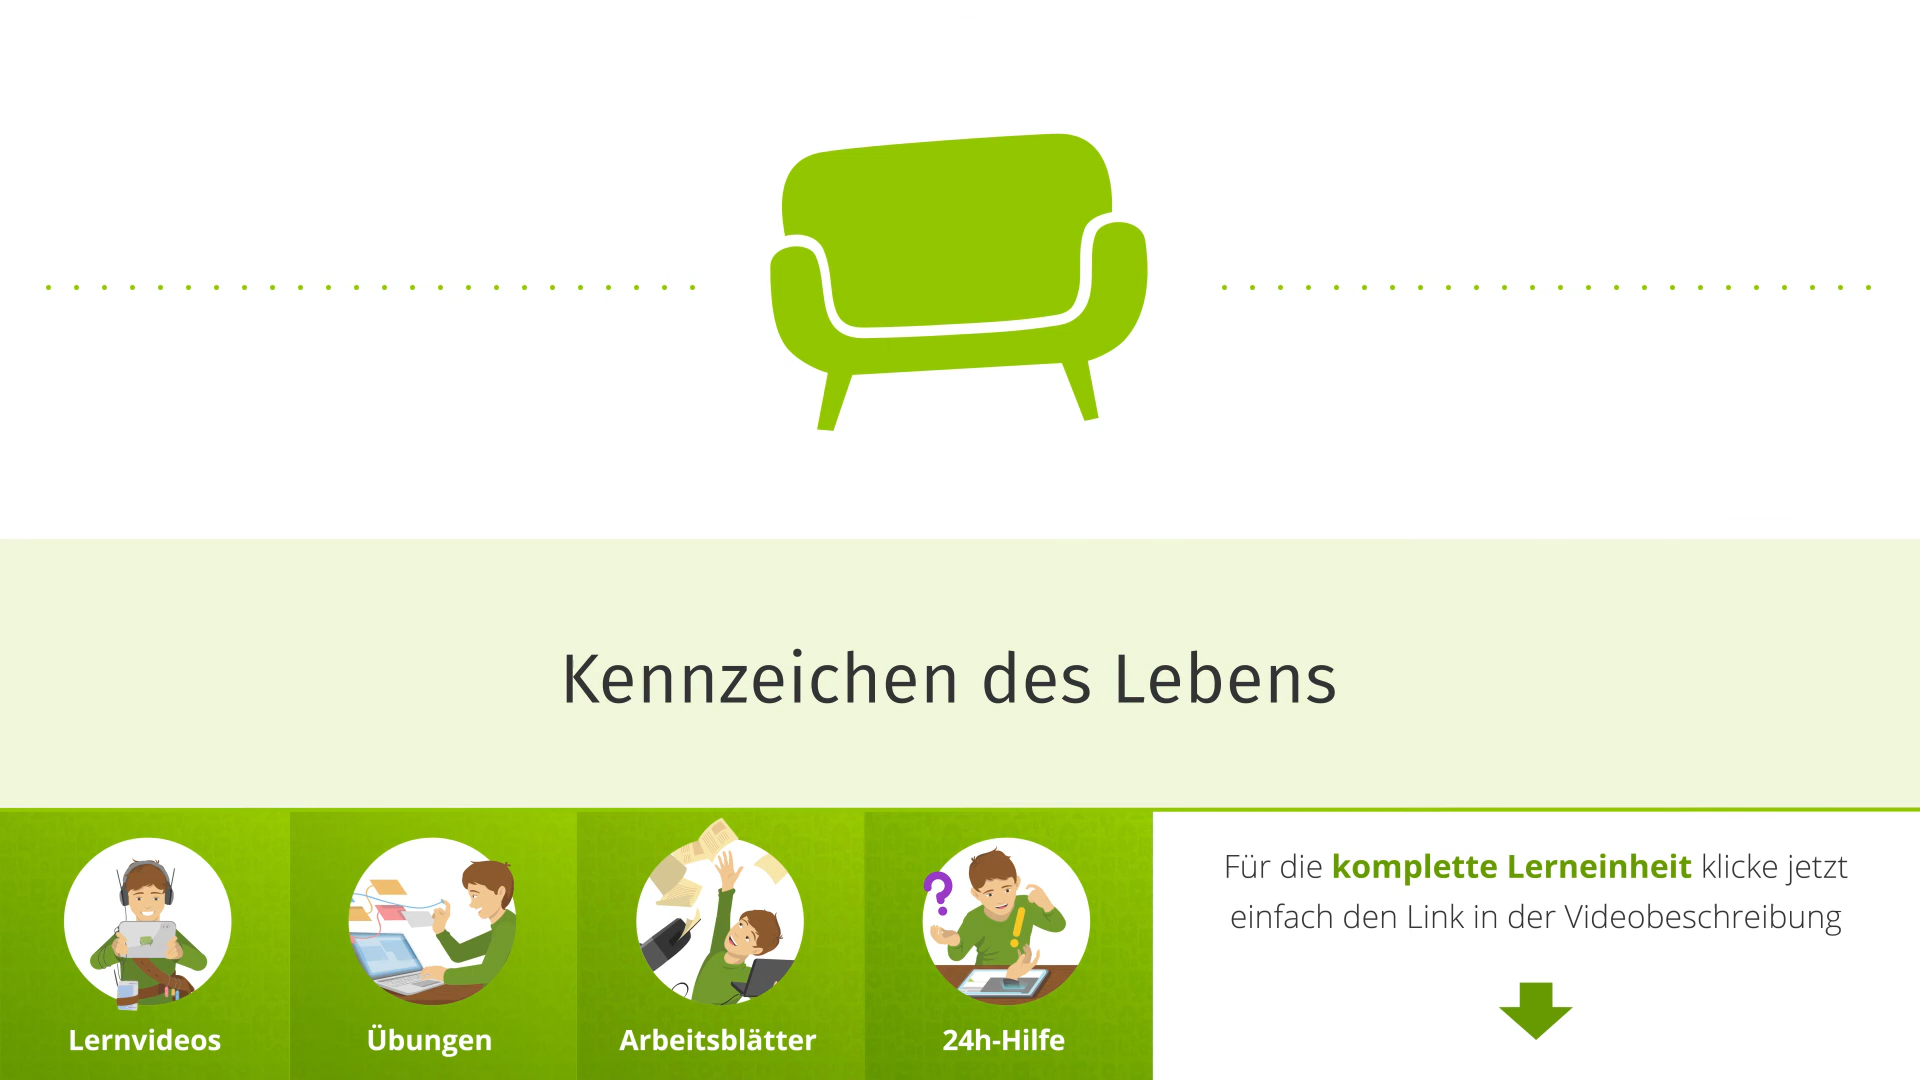 Kennzeichen des Lebens
Lernvideos
Übungen
Arbeitsblätter
24h-Hilfe
Für die komplette Lerneinheit klicke jetzt
einfach den Link in der Videobeschreibung